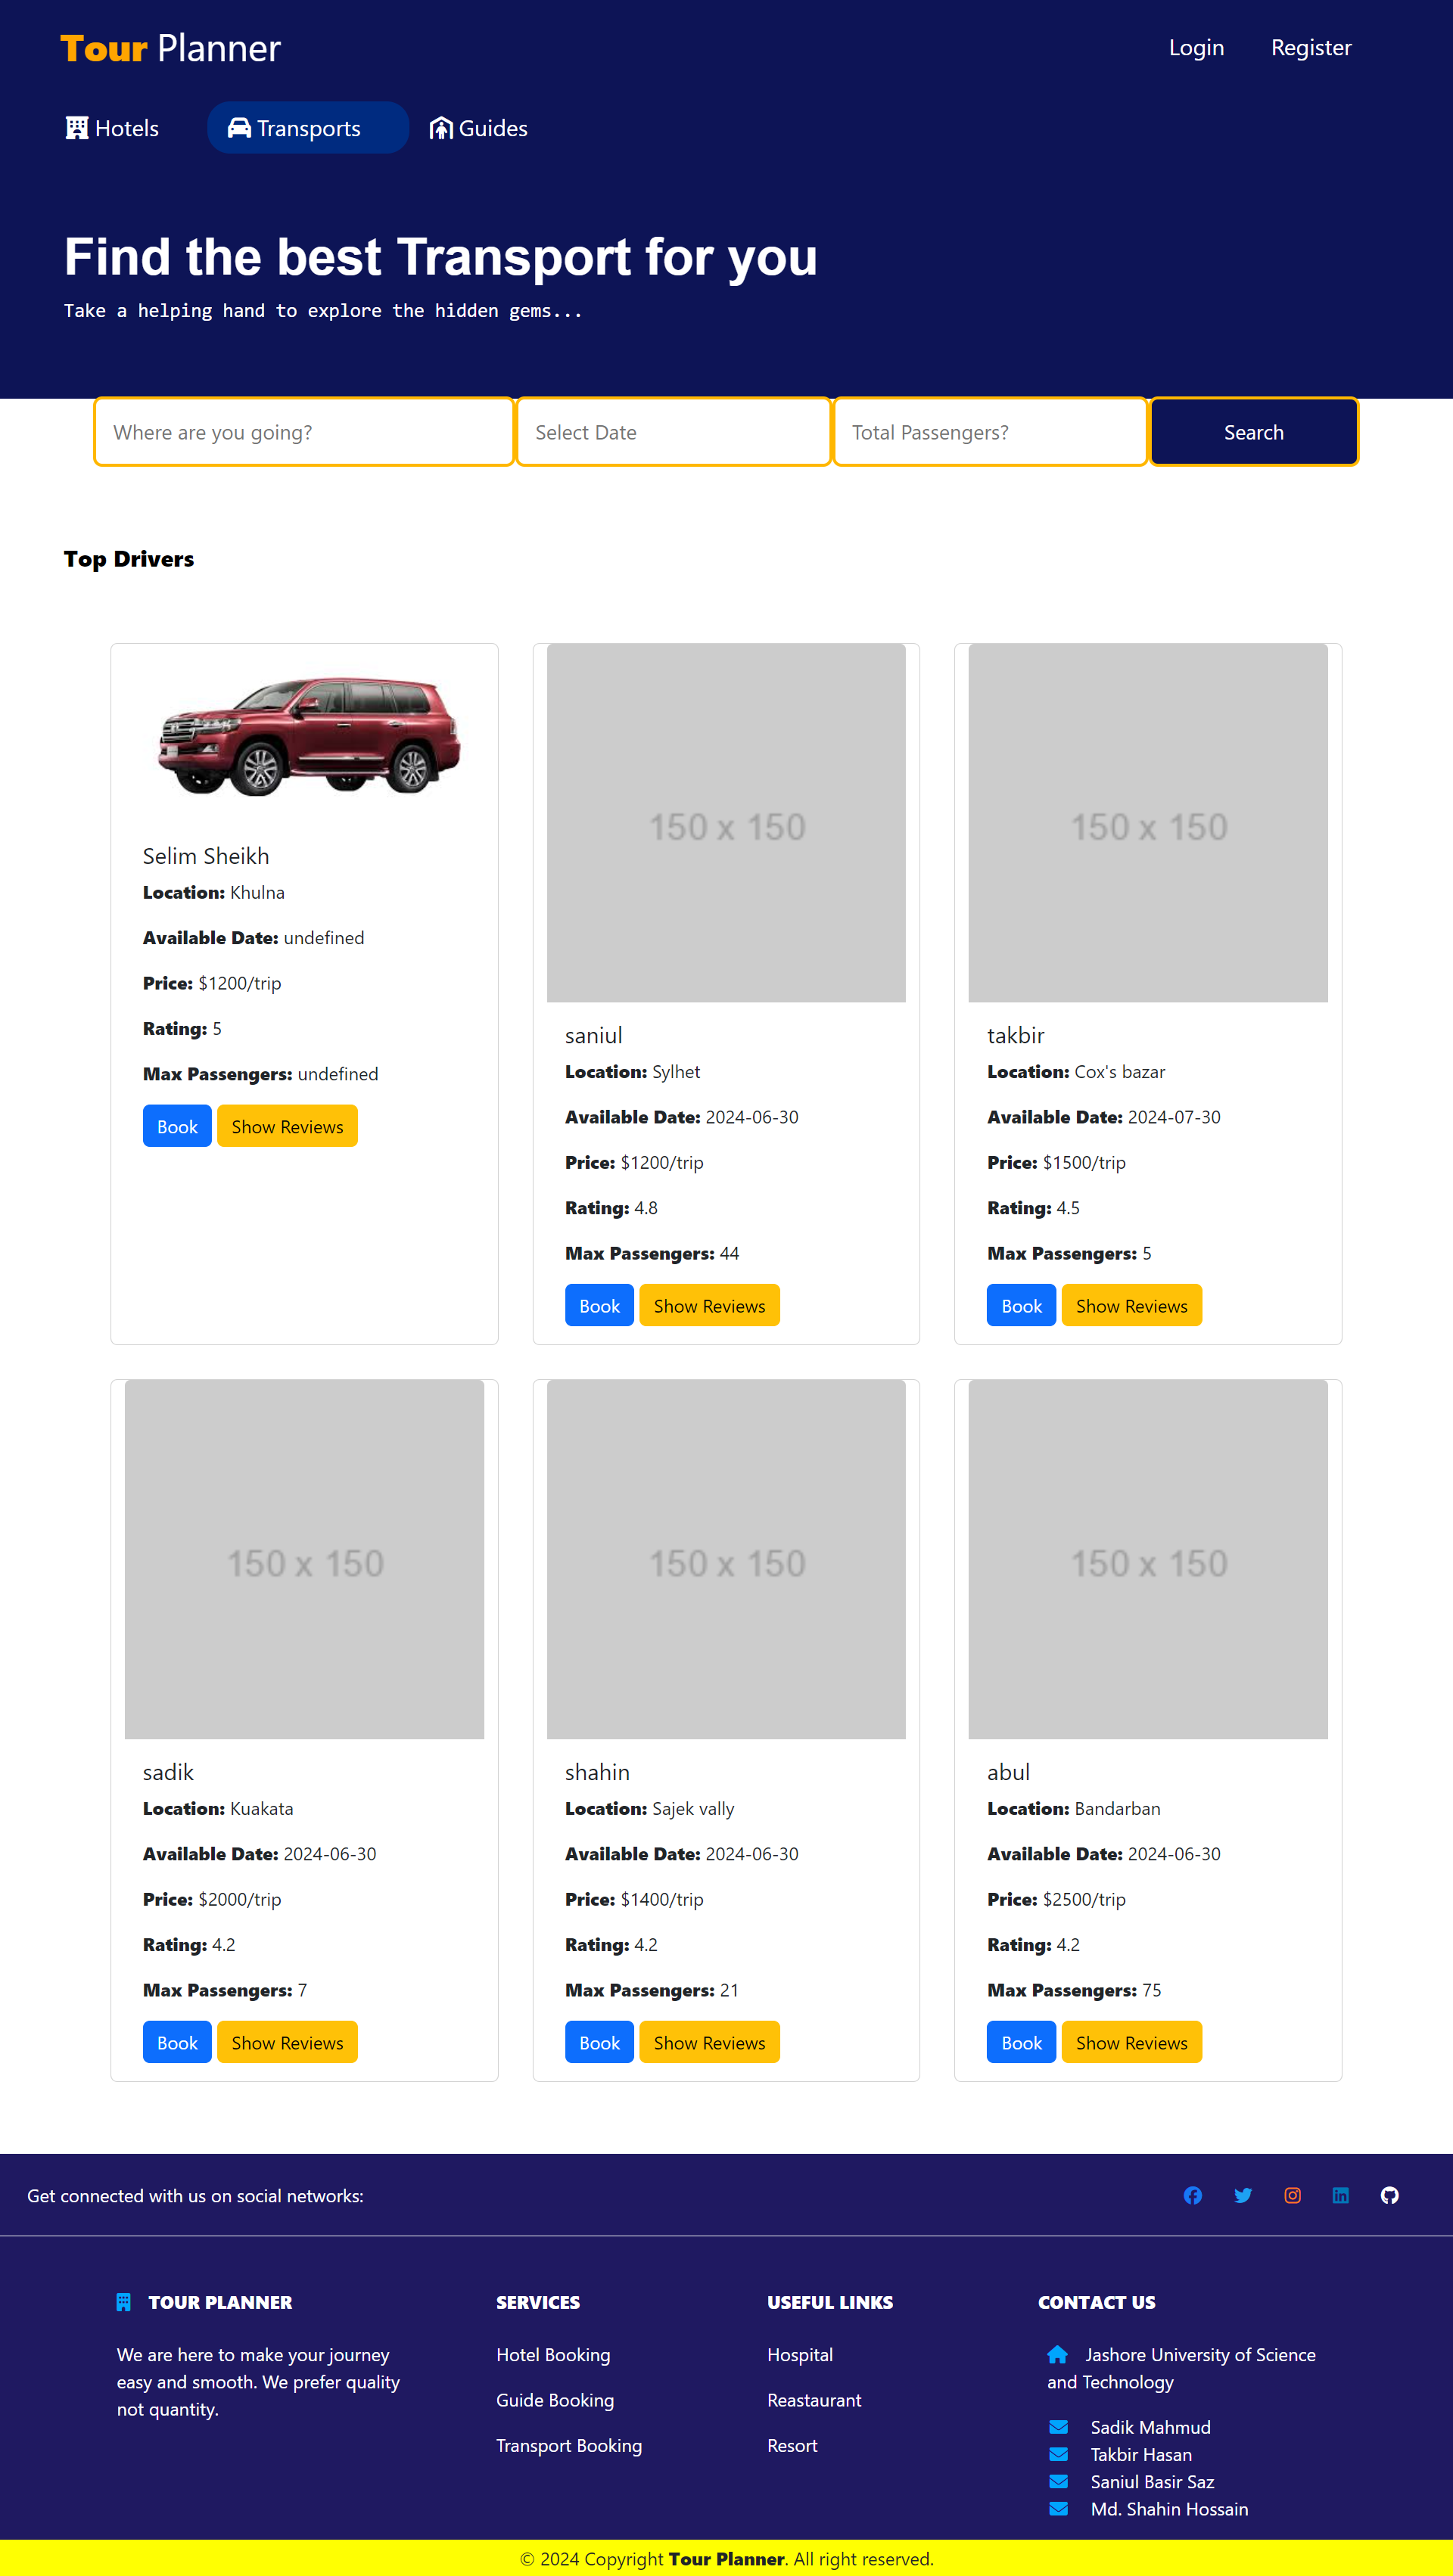 Tour Planner
Login
Register
Hotels
Transports
Guides
Find the best Transport for you
Take a helping hand to explore the hidden gems...
Where are you going?
Select Date
Total Passengers?
Search
Top Drivers
Selim Sheikh
Location: Khulna
Available Date: undefined
Price: $1200/trip
Rating: 5
Max Passengers: undefined
Book
Show Reviews
150 x 150
saniul
Location: Sylhet
Available Date: 2024-06-30
Price: $1200/trip
Rating: 4.8
Max Passengers: 44
Book
Show Reviews
150 x 150
takbir
Location: Cox's bazar
Available Date: 2024-07-30
Price: $1500/trip
Rating: 4.5
Max Passengers: 5
Book
Show Reviews
150 x 150
sadik
Location: Kuakata
Available Date: 2024-06-30
Price: $2000/trip
Rating: 4.2
Max Passengers: 7
Book
Show Reviews
150 x 150
shahin
Location: Sajek vally
Available Date: 2024-06-30
Price: $1400/trip
Rating: 4.2
Max Passengers: 21
Book
Show Reviews
150 x 150
abul
Location: Bandarban
Available Date: 2024-06-30
Price: $2500/trip
Rating: 4.2
Max Passengers: 75
Book
Show Reviews
Get connected with us on social networks:
TOUR PLANNER
We are here to make your journey
easy and smooth. We prefer quality
not quantity.
SERVICES
Hotel Booking
Guide Booking
Transport Booking
USEFUL LINKS
Hospital
Reastaurant
Resort
CONTACT US
Jashore University of Science
and Technology
Sadik Mahmud
Takbir Hasan
Saniul Basir Saz
Md. Shahin Hossain
© 2024 Copyright Tour Planner. All right reserved.